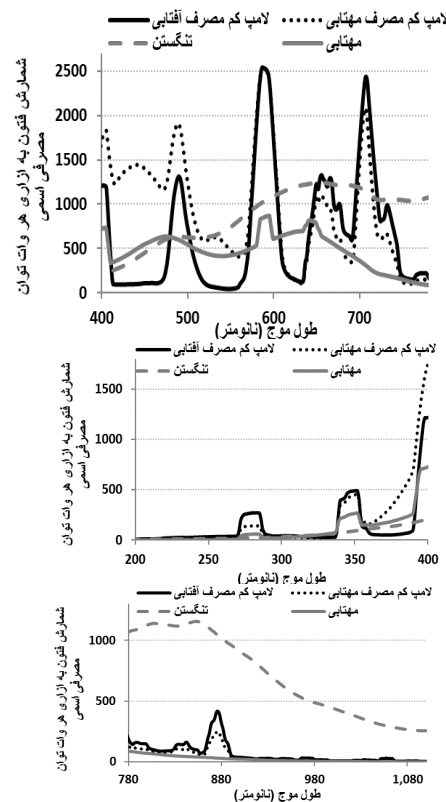 لامپ کم مصرف مهتابی لامپ کم مصرف آفتابی
مهتابی تنگستن
شمارش فتون به ازاری هر وات توان
مصرفی اسمی
2500
2000
1500
1000
500
0
400 500 600 700
طول موج (نانومتر)
لامپ کم مصرف مهتابی لامپ کم مصرف آفتابی
مهتابی تنگستن
شمارش فتون به ازاری هر وات توان
مصرفی اسمی
1500
1000
500
0
200 250 300 350 400
طول موج (نانومتر)
لامپ کم مصرف مهتابی لامپ کم مصرف آفتابی
مهتابی تنگستن
شمارش فتون به ازاری هر وات توان
مصرفی اسمی
1000
500
0
780 880 980 1,080
طول موج (نانومتر)